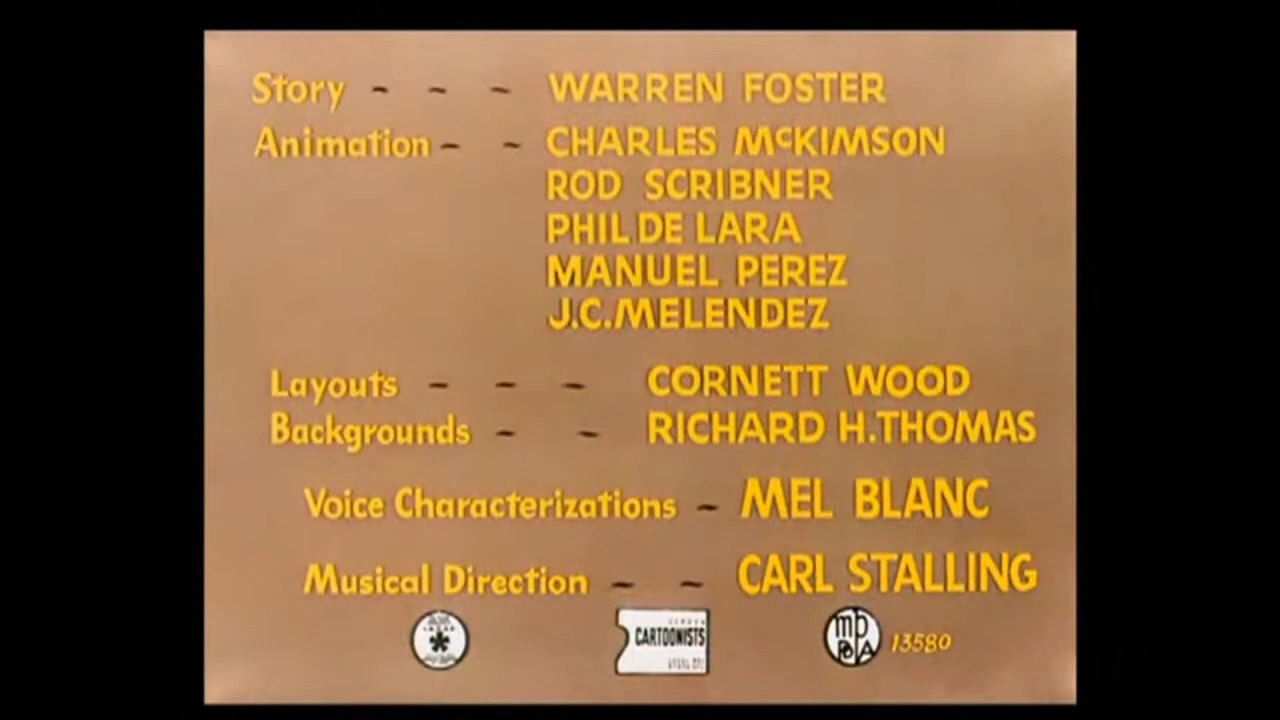 Story - - - WARREN FOSTER
Animation - - CHARLES McKIMSON
ROD SCRIBNER
PHIL DE LARA
MANUEL PEREZ
J.C. MELENDEZ
Layouts - - - CORNETT WOOD
Backgrounds - - RICHARD H. THOMAS
Voice Characterizations - MEL BLANC
Musical Direction - - CARL STALLING
CARTOONISTS
MPPDA 13580